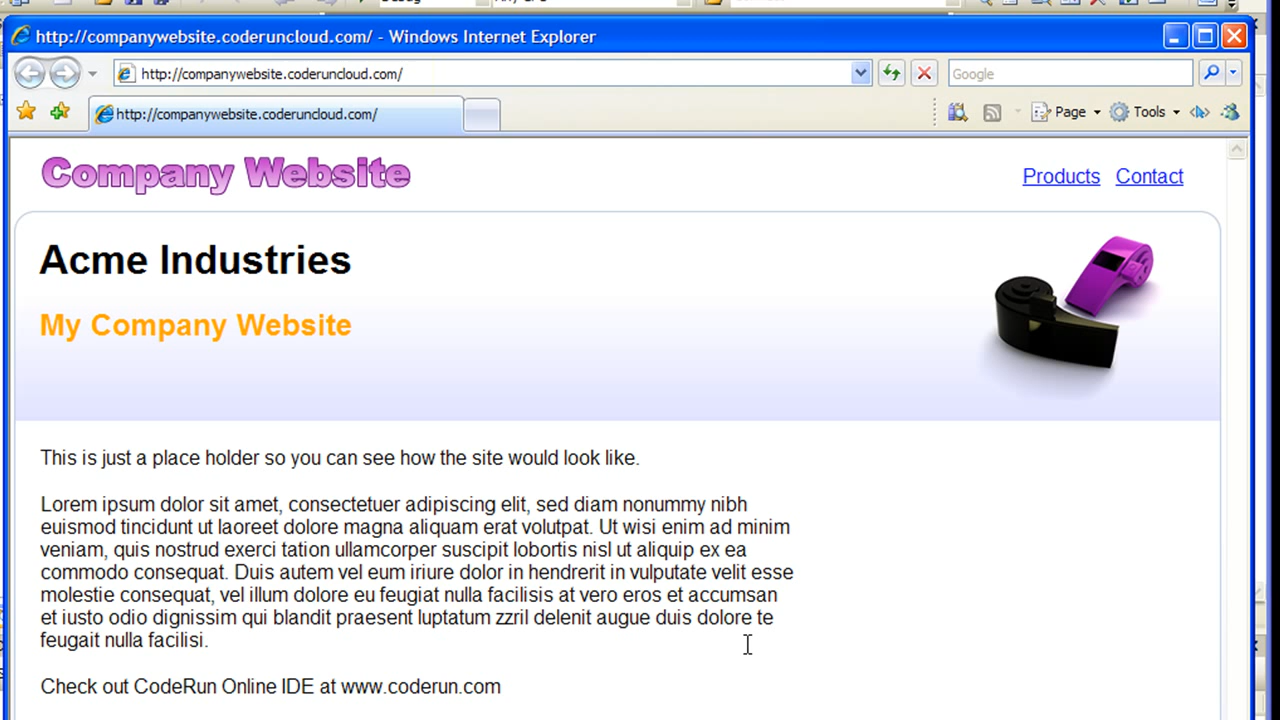 http://companywebsite.coderuncloud.com/ - Windows Internet Explorer
http://companywebsite.coderuncloud.com/
Google
http://companywebsite.coderuncloud.com/
Page
Tools
Company Website
Products
Contact
Acme Industries
My Company Website
This is just a place holder so you can see how the site would look like.
Lorem ipsum dolor sit amet, consectetuer adipiscing elit, sed diam nonummy nibh
euismod tincidunt ut laoreet dolore magna aliquam erat volutpat. Ut wisi enim ad minim
veniam, quis nostrud exerci tation ullamcorper suscipit lobortis nisl ut aliquip ex ea
commodo consequat. Duis autem vel eum iriure dolor in hendrerit in vulputate velit esse
molestie consequat, vel illum dolore eu feugiat nulla facilisis at vero eros et accumsan
et iusto odio dignissim qui blandit praesent luptatum zzril delenit augue duis dolore te
feugait nulla facilisi.
Check out CodeRun Online IDE at www.coderun.com